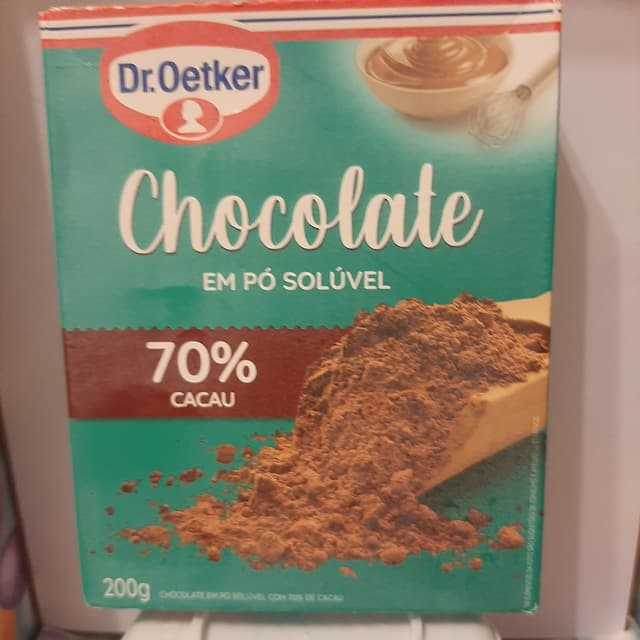 Dr.Oetker
Chocolate
EM PÓ SOLÚVEL
70%
CACAU
200g
CHOCOLATE EM PÓ SOLÚVEL COM 70% DE CACAU